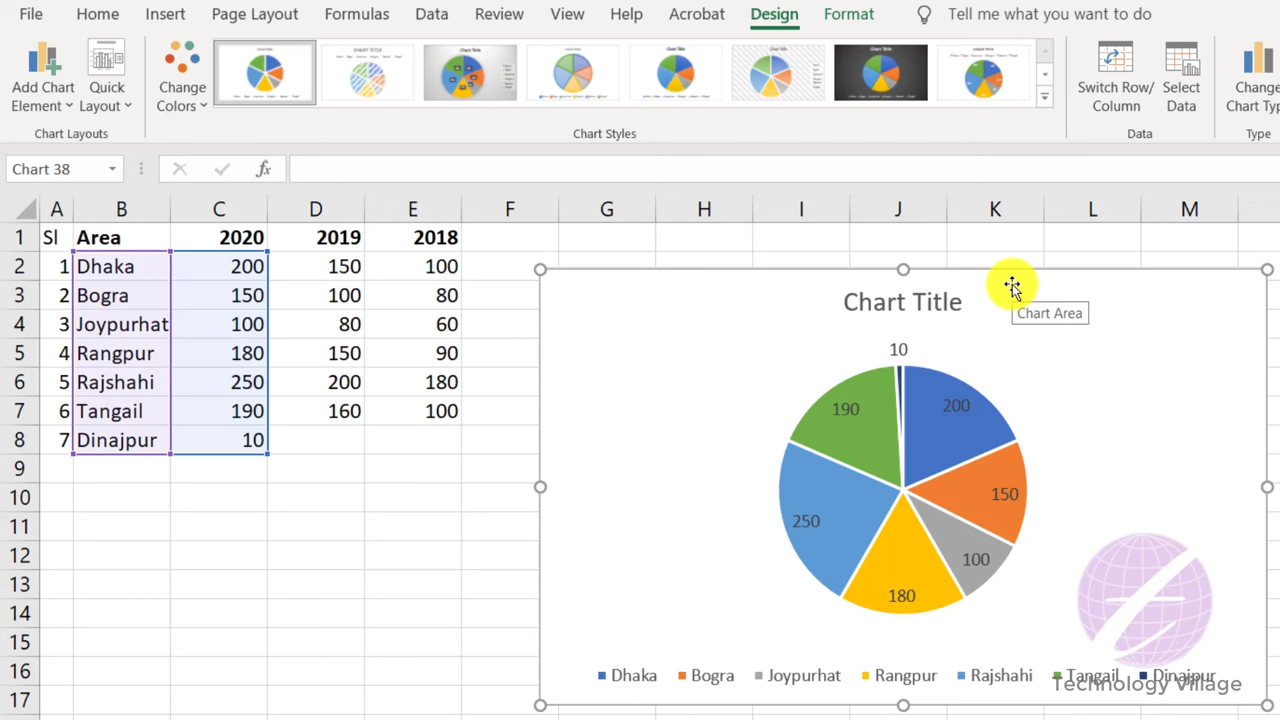 File Home Insert Page Layout Formulas Data Review View Help Acrobat Design Format Tell me what you want to do
Add Chart Element
Quick Layout
Change Colors
Switch Row/ Column
Select Data
Change
Chart Layouts Chart Styles Data Type
Chart 38 fx
A B C D E F G H I J K L M
1 Sl Area 2020 2019 2018
2 1 Dhaka 200 150 100
3 2 Bogra 150 100 80
4 3 Joypurhat 100 80 60
5 4 Rangpur 180 150 90
6 5 Rajshahi 250 200 180
7 6 Tangail 190 160 100
8 7 Dinajpur 10
9
10
11
12
13
14
15
16
17
Chart Title
Chart Area
10
190 200
150
250
100
180
Dhaka Bogra Joypurhat Rangpur Rajshahi Tangail Dinajpur
Technology Village